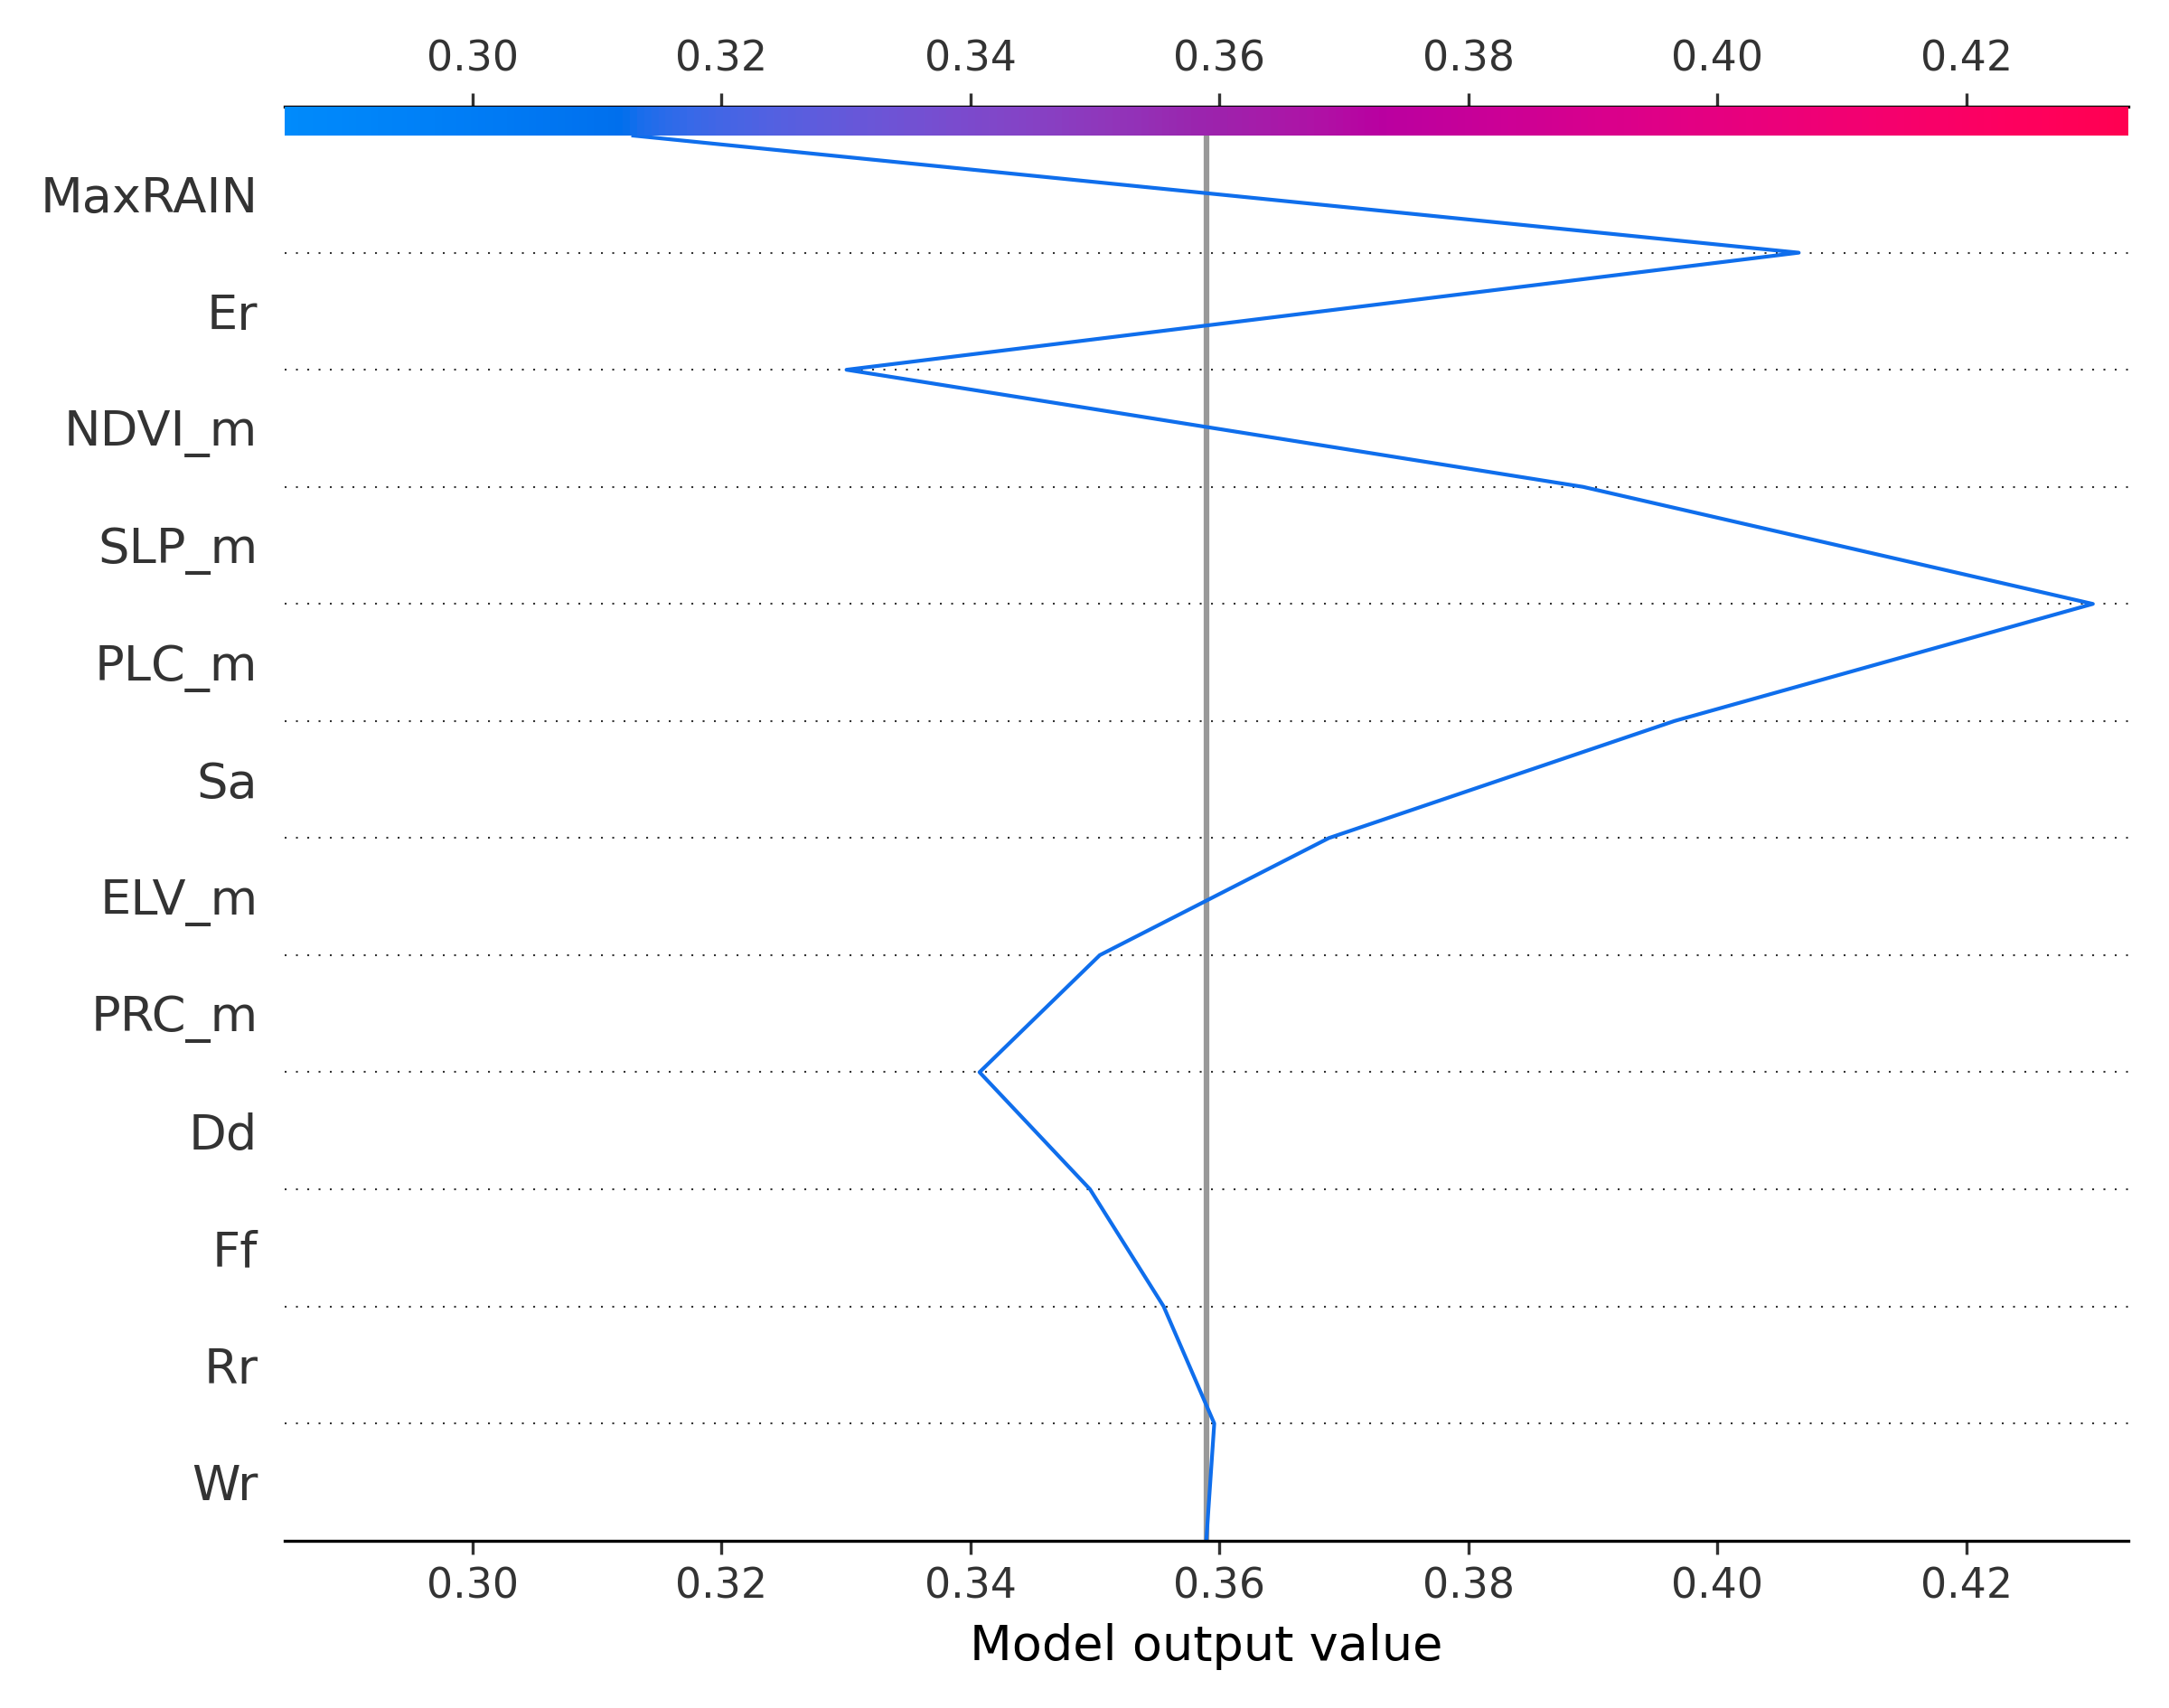 0.30 0.32 0.34 0.36 0.38 0.40 0.42
MaxRAIN
Er
NDVI_m
SLP_m
PLC_m
Sa
ELV_m
PRC_m
Dd
Ff
Rr
Wr
0.30 0.32 0.34 0.36 0.38 0.40 0.42
Model output value